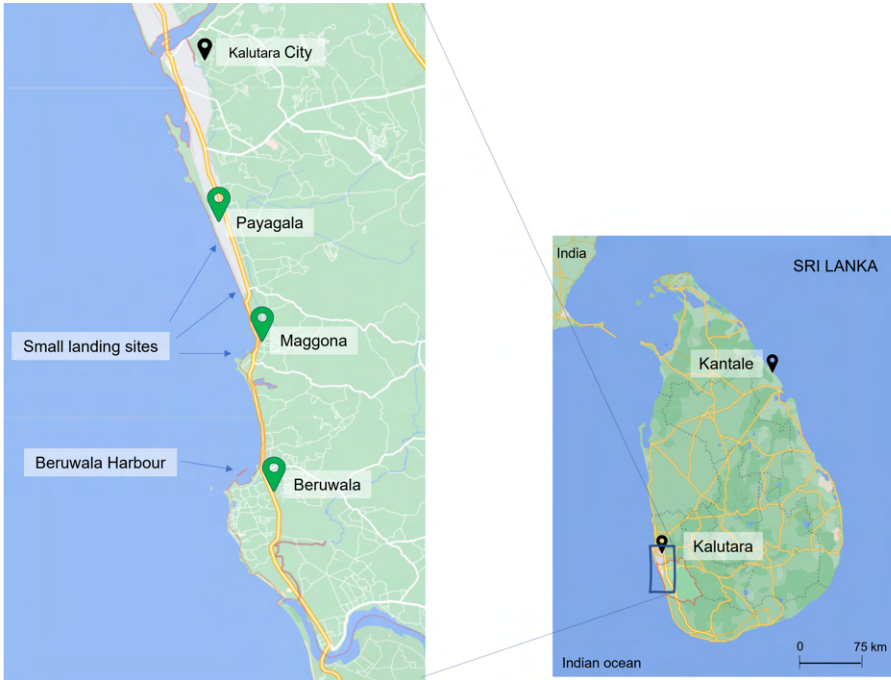 Kalutara City
Payagala
Small landing sites
Maggona
Beruwala Harbour
Beruwala
India
SRI LANKA
Kantale
Kalutara
Indian ocean
0
75 km